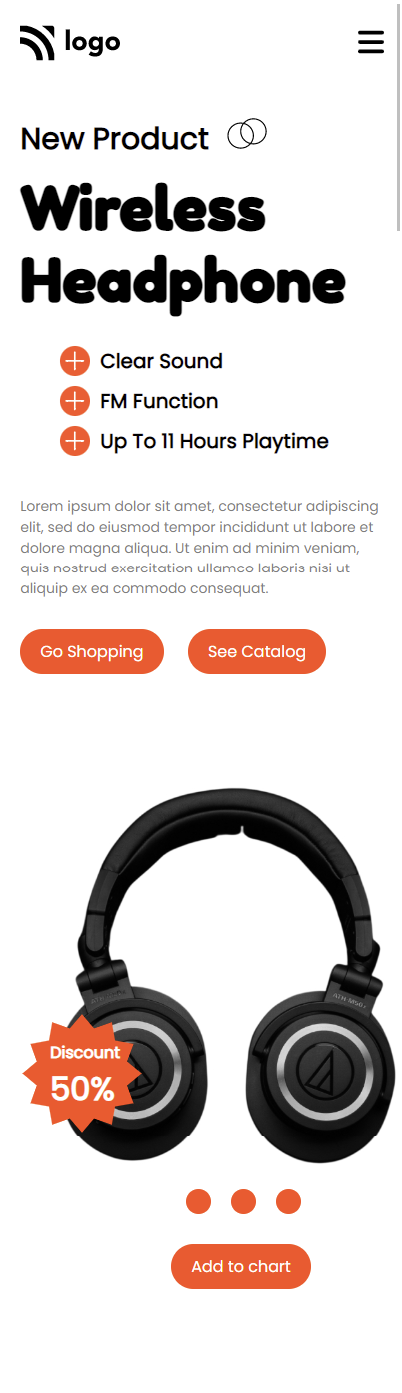 logo
New Product
Wireless
Headphone
Clear Sound
FM Function
Up To 11 Hours Playtime
Lorem ipsum dolor sit amet, consectetur adipiscing
elit, sed do eiusmod tempor incididunt ut labore et
dolore magna aliqua. Ut enim ad minim veniam,
quis nostrud exercitation ullamco laboris nisi ut
aliquip ex ea commodo consequat.
Go Shopping
See Catalog
Discount
50%
Add to chart